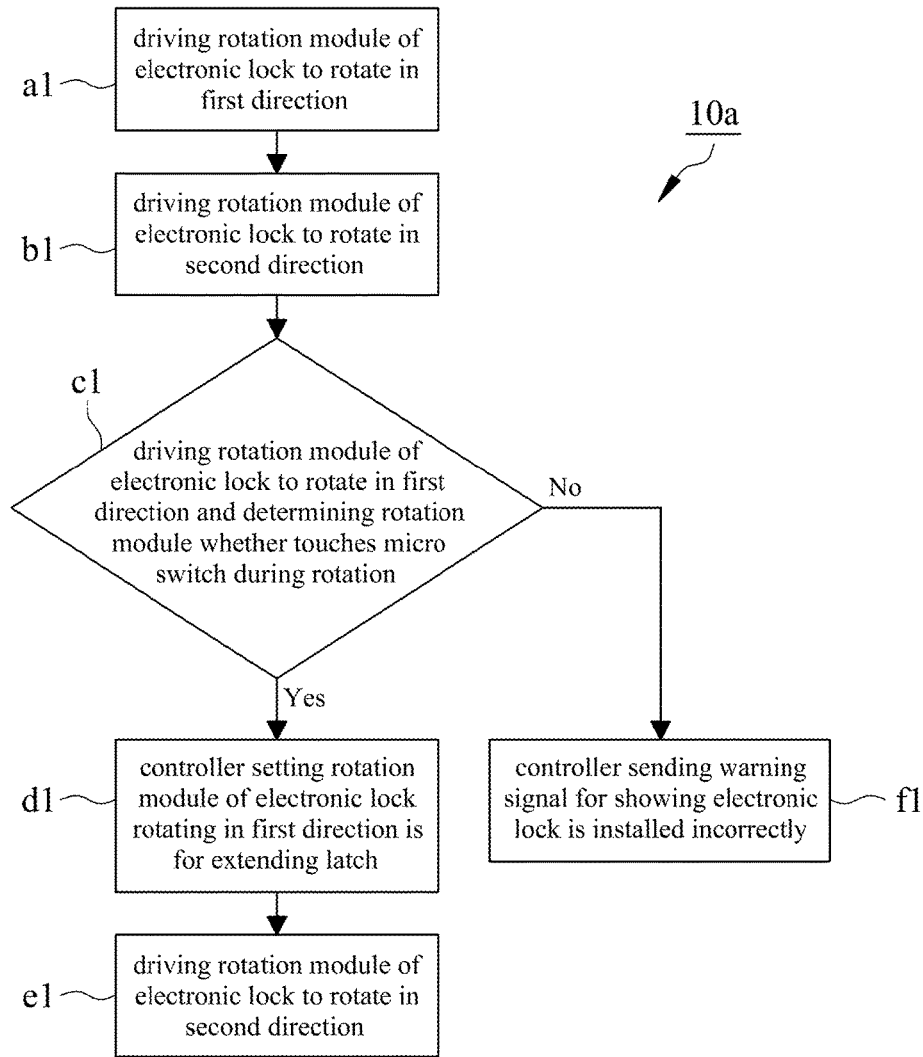 driving rotation module of
electronic lock to rotate in
first direction
a1
10a
driving rotation module of
electronic lock to rotate in
second direction
b1
c1
driving rotation module of
electronic lock to rotate in first
direction and determining rotation
module whether touches micro
switch during rotation
No
Yes
controller setting rotation
module of electronic lock
rotating in first direction is
for extending latch
d1
controller sending warning
signal for showing electronic
lock is installed incorrectly
f1
driving rotation module of
electronic lock to rotate in
second direction
e1